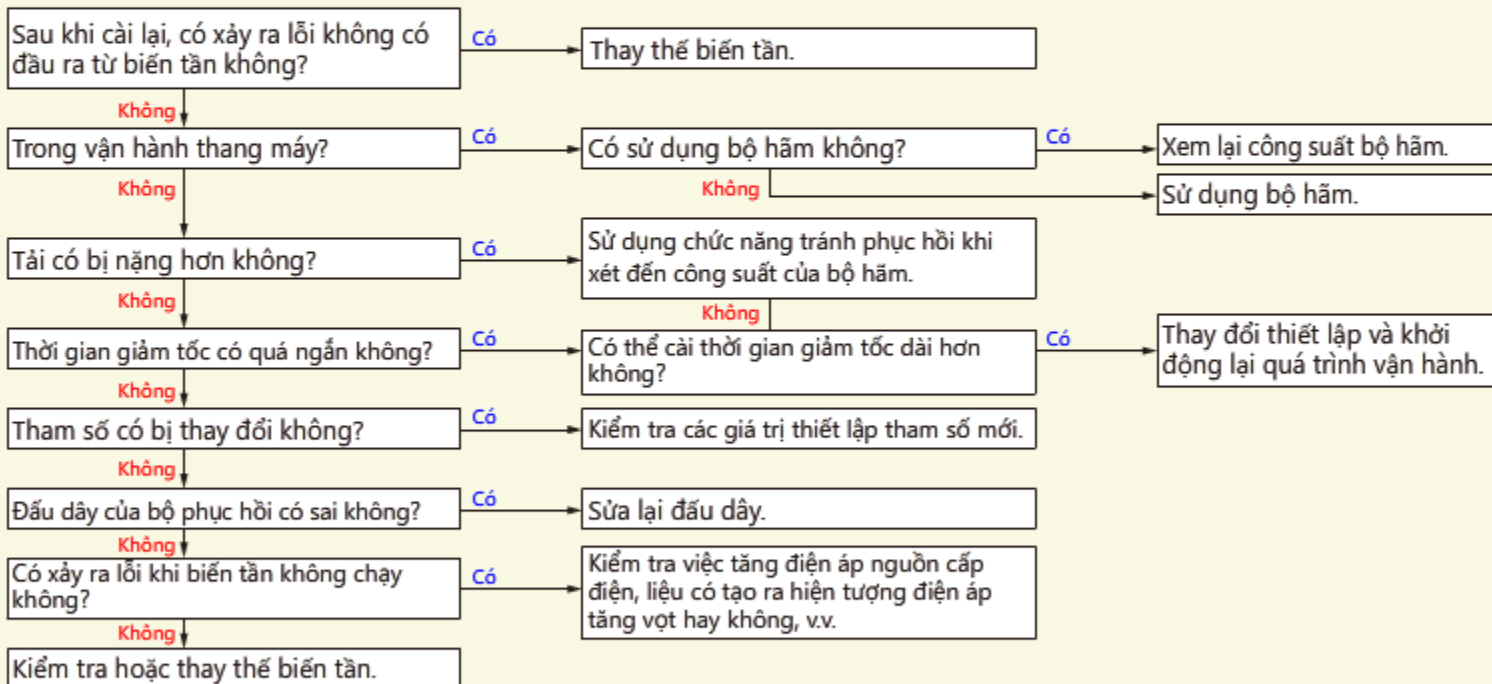 Sau khi cài lại, có xảy ra lỗi không có
đầu ra từ biến tần không?
Có
Thay thế biến tần.
Không
Trong vận hành thang máy?
Có
Có sử dụng bộ hãm không?
Có
Xem lại công suất bộ hãm.
Không
Không
Sử dụng bộ hãm.
Tải có bị nặng hơn không?
Có
Sử dụng chức năng tránh phục hồi khi
xét đến công suất của bộ hãm.
Không
Không
Thời gian giảm tốc có quá ngắn không?
Có
Có thể cài thời gian giảm tốc dài hơn
không?
Có
Thay đổi thiết lập và khởi
động lại quá trình vận hành.
Không
Tham số có bị thay đổi không?
Có
Kiểm tra các giá trị thiết lập tham số mới.
Không
Đấu dây của bộ phục hồi có sai không?
Có
Sửa lại đấu dây.
Không
Có xảy ra lỗi khi biến tần không chạy
không?
Có
Kiểm tra việc tăng điện áp nguồn cấp
điện, liệu có tạo ra hiện tượng điện áp
tăng vọt hay không, v.v.
Không
Kiểm tra hoặc thay thế biến tần.